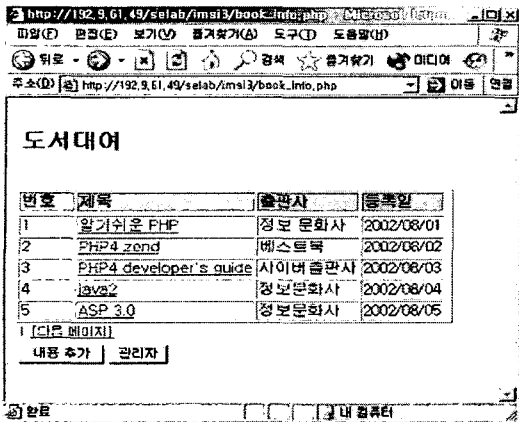 http://192.9.61.49/selab/imsi3/book_info.php - Microsoft
파일(F) 편집(E) 보기(V) 즐겨찾기(A) 도구(T) 도움말(H)
뒤로 검색 즐겨찾기 미디어
주소(D) http://192.9.61.49/selab/imsi3/book_info.php 이동 연결
도서대여
번호 제목 출판사 등록일
1 알기쉬운 PHP 정보 문화사 2002/08/01
2 PHP4 zend 베스트북 2002/08/02
3 PHP4 developer's guide 사이버출판사 2002/08/03
4 java2 정보문화사 2002/08/04
5 ASP 3.0 정보문화사 2002/08/05
[다음 페이지]
내용 추가 관리자
완료 내 컴퓨터